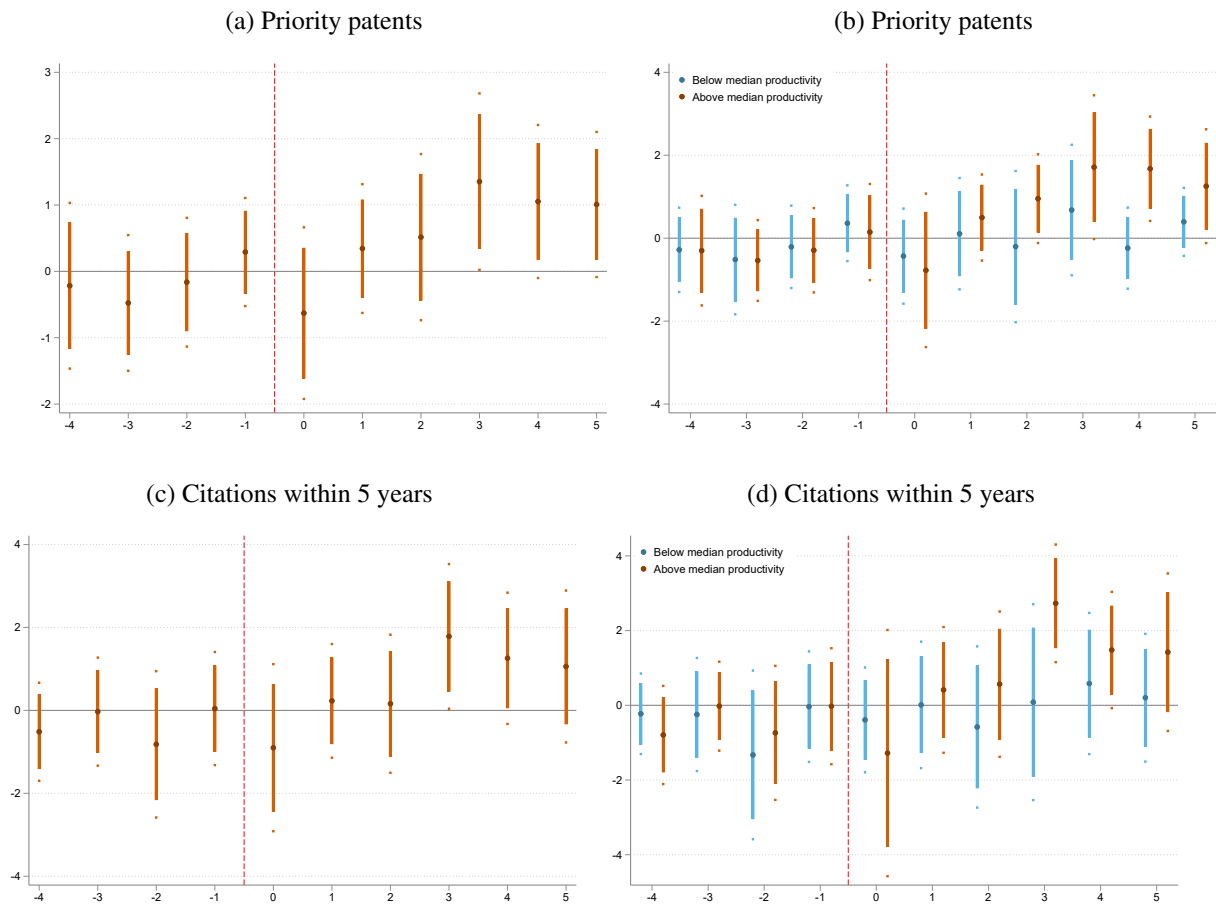 (a) Priority patents
3
2
1
0
-1
-2
-4 -3 -2 -1 0 1 2 3 4 5
(b) Priority patents
Below median productivity
Above median productivity
4
2
0
-2
-4
-4 -3 -2 -1 0 1 2 3 4 5
(c) Citations within 5 years
4
2
0
-2
-4
-4 -3 -2 -1 0 1 2 3 4 5
(d) Citations within 5 years
Below median productivity
Above median productivity
4
2
0
-2
-4
-4 -3 -2 -1 0 1 2 3 4 5